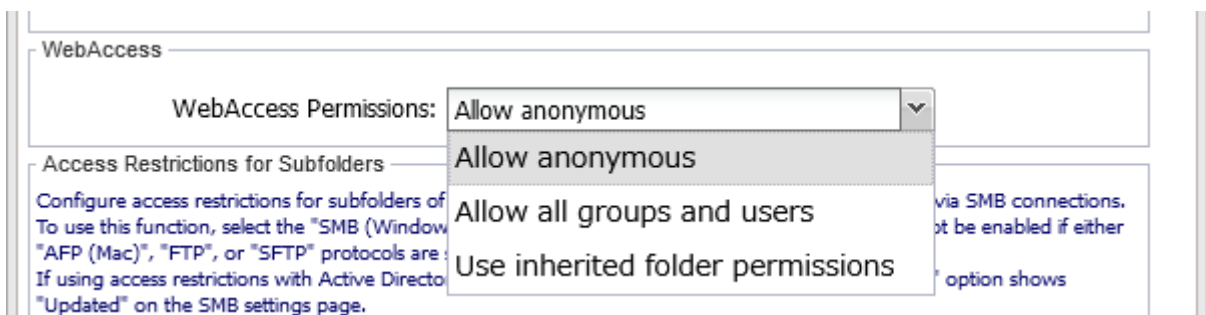 WebAccess
WebAccess Permissions: Allow anonymous
Allow anonymous
Allow all groups and users
Use inherited folder permissions
Access Restrictions for Subfolders
Configure access restrictions for subfolders of via SMB connections.
To use this function, select the "SMB (Window be enabled if either
"AFP (Mac)", "FTP", or "SFTP" protocols are
If using access restrictions with Active Directo option shows
"Updated" on the SMB settings page.